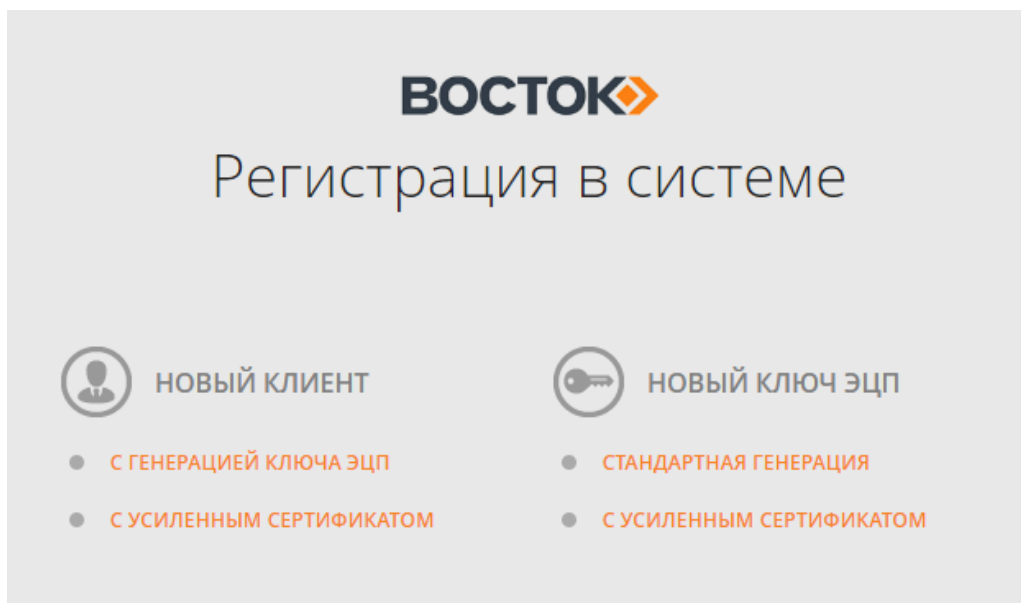 ВОСТОК
Регистрация в системе
НОВЫЙ КЛИЕНТ
С ГЕНЕРАЦИЕЙ КЛЮЧА ЭЦП
С УСИЛЕННЫМ СЕРТИФИКАТОМ
НОВЫЙ КЛЮЧ ЭЦП
СТАНДАРТНАЯ ГЕНЕРАЦИЯ
С УСИЛЕННЫМ СЕРТИФИКАТОМ